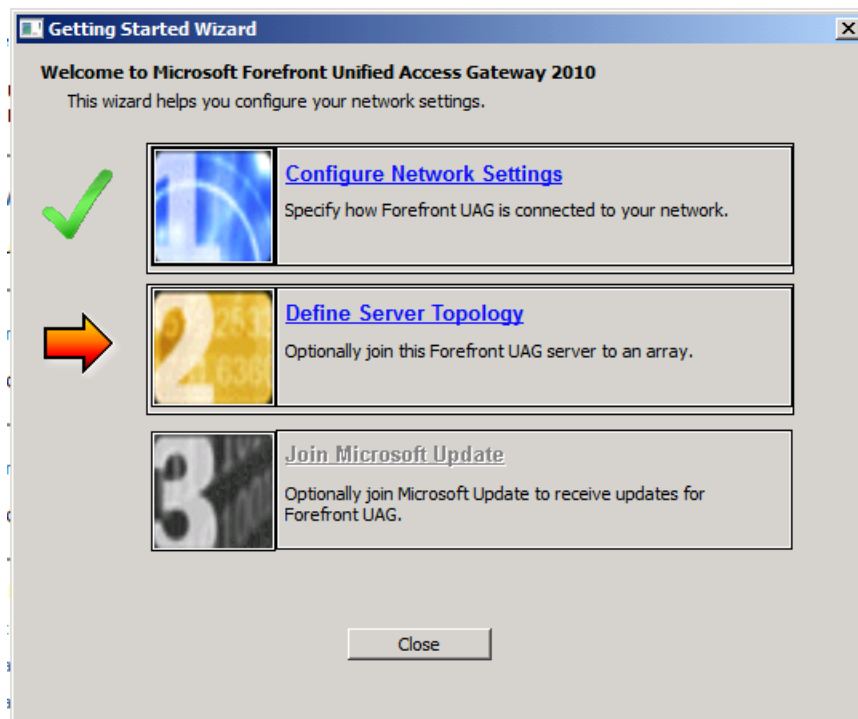 Getting Started Wizard
Welcome to Microsoft Forefront Unified Access Gateway 2010
This wizard helps you configure your network settings.
1
Configure Network Settings
Specify how Forefront UAG is connected to your network.
2
Define Server Topology
Optionally join this Forefront UAG server to an array.
3
Join Microsoft Update
Optionally join Microsoft Update to receive updates for
Forefront UAG.
Close